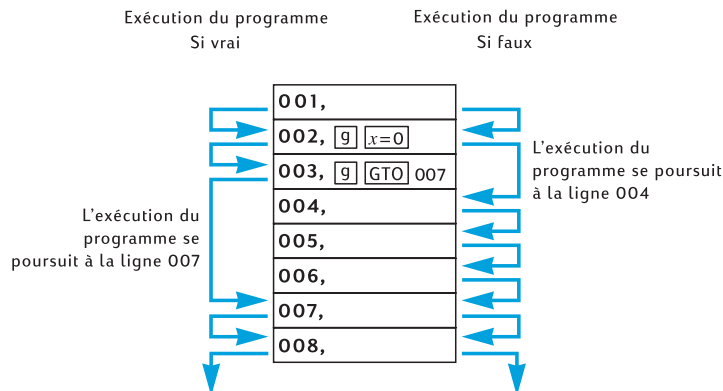 Exécution du programme
Si vrai
Exécution du programme
Si faux
001,
002, g x=0
003, g GTO 007
004,
005,
006,
007,
008,
L'exécution du
programme se
poursuit à la ligne 007
L'exécution du
programme se poursuit
à la ligne 004